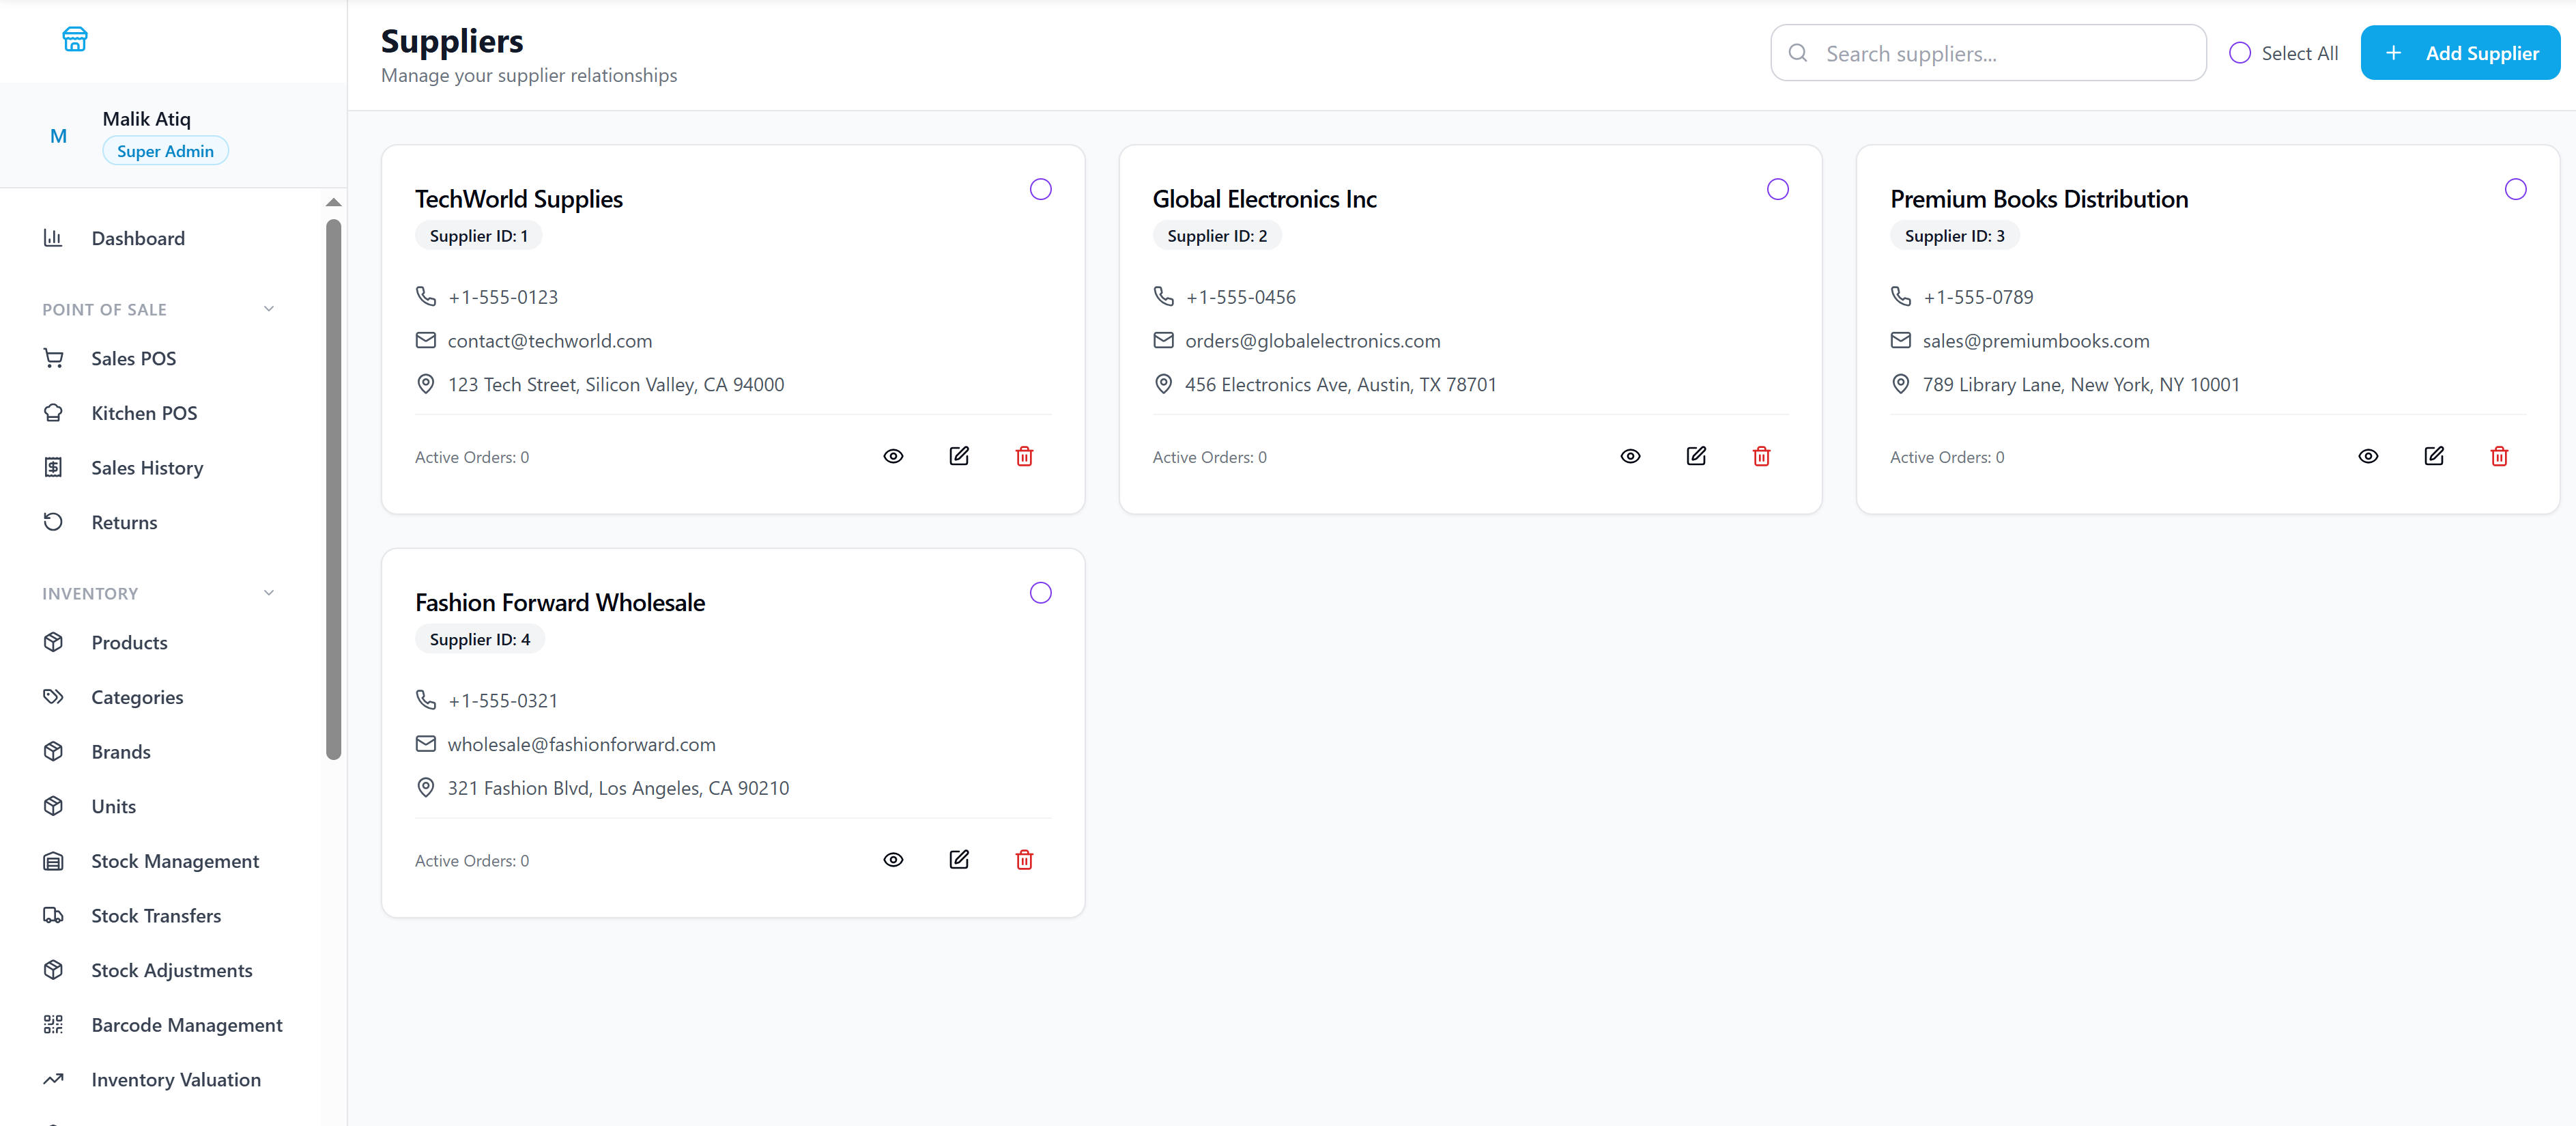 Suppliers
Manage your supplier relationships
Search suppliers...
Select All
Add Supplier
M
Malik Atiq
Super Admin
Dashboard
POINT OF SALE
Sales POS
Kitchen POS
Sales History
Returns
INVENTORY
Products
Categories
Brands
Units
Stock Management
Stock Transfers
Stock Adjustments
Barcode Management
Inventory Valuation
TechWorld Supplies
Supplier ID: 1
+1-555-0123
contact@techworld.com
123 Tech Street, Silicon Valley, CA 94000
Active Orders: 0
Global Electronics Inc
Supplier ID: 2
+1-555-0456
orders@globalelectronics.com
456 Electronics Ave, Austin, TX 78701
Active Orders: 0
Premium Books Distribution
Supplier ID: 3
+1-555-0789
sales@premiumbooks.com
789 Library Lane, New York, NY 10001
Active Orders: 0
Fashion Forward Wholesale
Supplier ID: 4
+1-555-0321
wholesale@fashionforward.com
321 Fashion Blvd, Los Angeles, CA 90210
Active Orders: 0